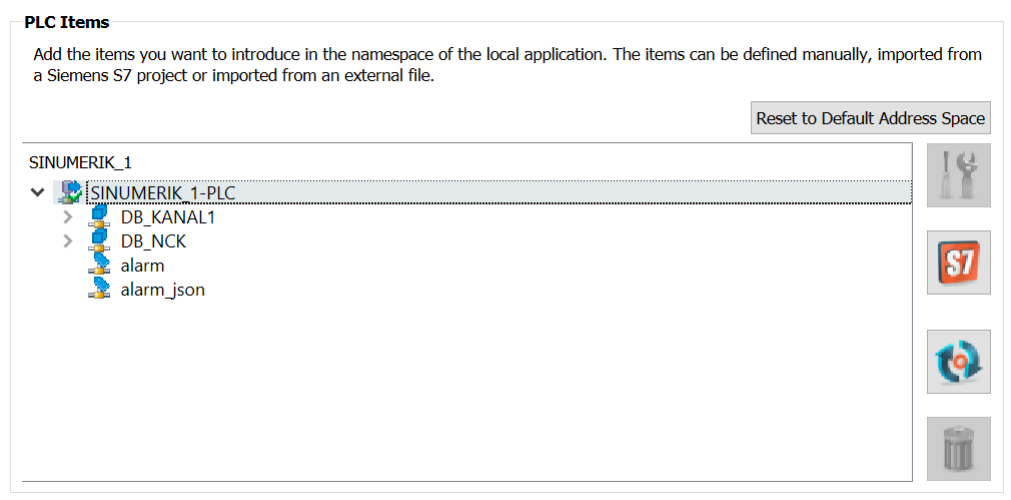 PLC Items
Add the items you want to introduce in the namespace of the local application. The items can be defined manually, imported from
a Siemens S7 project or imported from an external file.
Reset to Default Address Space
SINUMERIK_1
SINUMERIK_1-PLC
DB_KANAL1
DB_NCK
S7
alarm
alarm_json